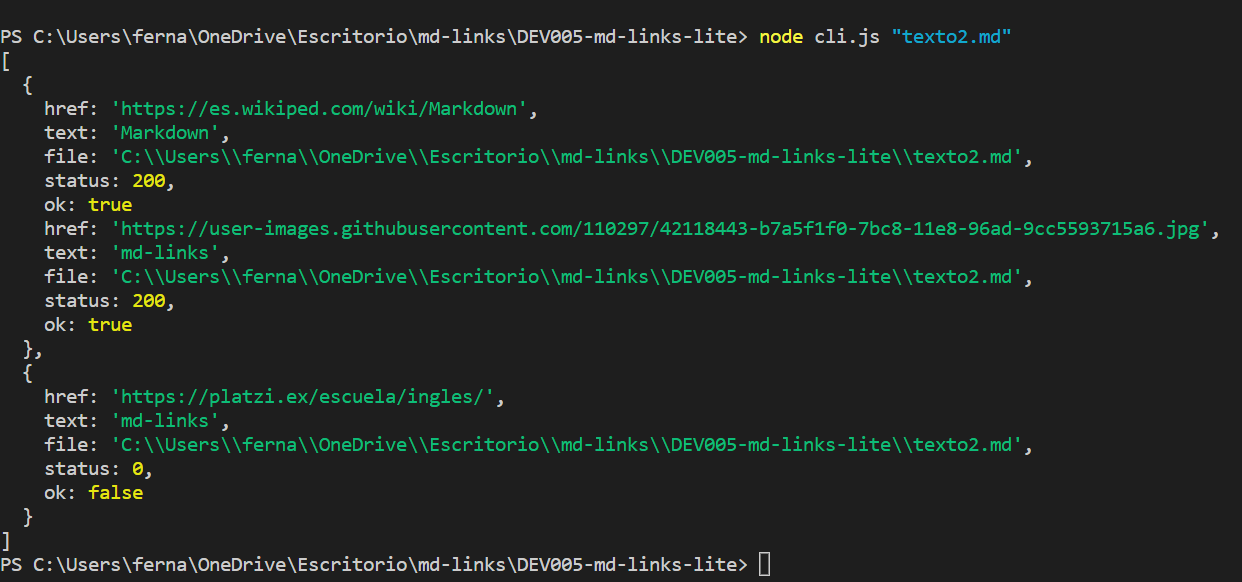 PS C:\Users\ferna\OneDrive\Escritorio\md-links\DEV005-md-links-lite> node cli.js "texto2.md"
[
  {
    href: 'https://es.wikiped.com/wiki/Markdown',
    text: 'Markdown',
    file: 'C:\\Users\\ferna\\OneDrive\\Escritorio\\md-links\\DEV005-md-links-lite\\texto2.md',
    status: 200,
    ok: true
    href: 'https://user-images.githubusercontent.com/110297/42118443-b7a5f1f0-7bc8-11e8-96ad-9cc5593715a6.jpg',
    text: 'md-links',
    file: 'C:\\Users\\ferna\\OneDrive\\Escritorio\\md-links\\DEV005-md-links-lite\\texto2.md',
    status: 200,
    ok: true
  },
  {
    href: 'https://platzi.ex/escuela/ingles/',
    text: 'md-links',
    file: 'C:\\Users\\ferna\\OneDrive\\Escritorio\\md-links\\DEV005-md-links-lite\\texto2.md',
    status: 0,
    ok: false
  }
]
PS C:\Users\ferna\OneDrive\Escritorio\md-links\DEV005-md-links-lite>